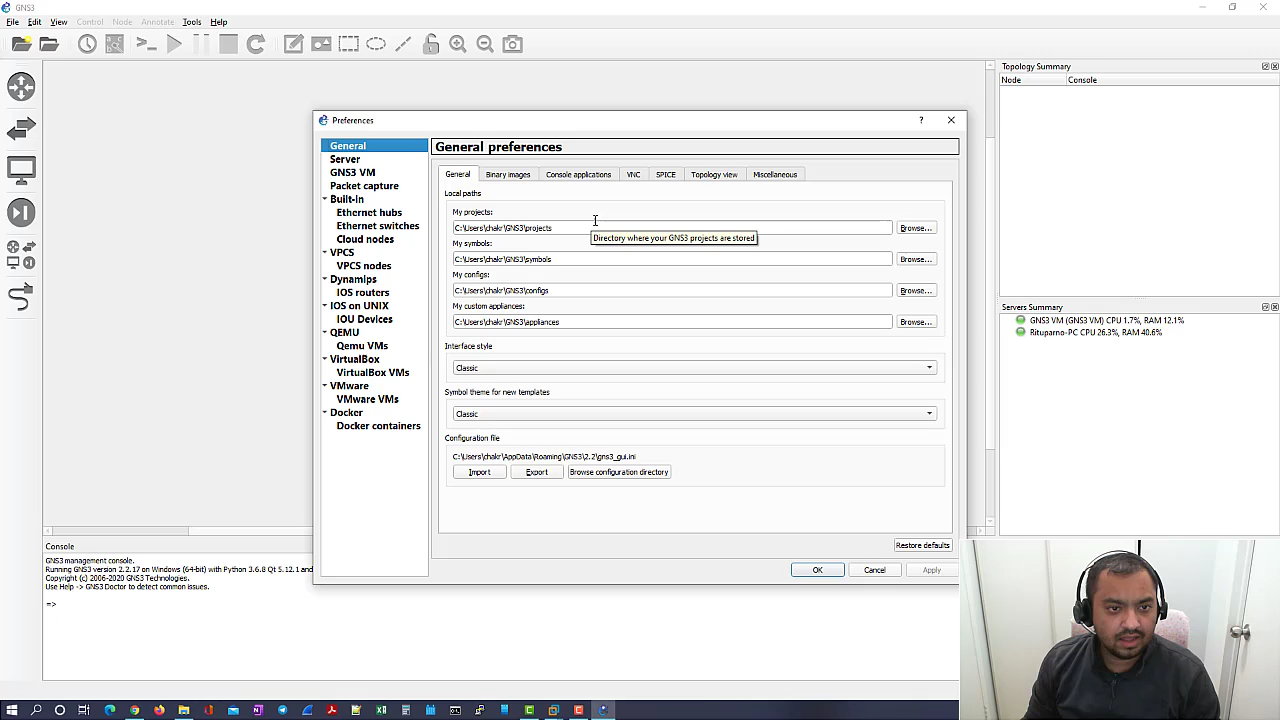 GNS3
File Edit View Control Node Annotate Tools Help
Topology Summary
Node Console
Preferences
?
General
Server
GNS3 VM
Packet capture
Built-in
Ethernet hubs
Ethernet switches
Cloud nodes
VPCS
VPCS nodes
Dynamips
IOS routers
IOS on UNIX
IOU Devices
QEMU
Qemu VMs
VirtualBox
VirtualBox VMs
VMware
VMware VMs
Docker
Docker containers
General preferences
General Binary images Console applications VNC SPICE Topology view Miscellaneous
Local paths
My projects:
C:\Users\chakr\GNS3\projects Browse...
Directory where your GNS3 projects are stored
My symbols:
C:\Users\chakr\GNS3\symbols Browse...
My configs:
C:\Users\chakr\GNS3\configs Browse...
My custom appliances:
C:\Users\chakr\GNS3\appliances Browse...
Interface style
Classic
Symbol theme for new templates
Classic
Configuration file
C:\Users\chakr\AppData\Roaming\GNS3\2.2\gns3_gui.ini
Import Export Browse configuration directory
Restore defaults
OK Cancel Apply
Servers Summary
GNS3 VM (GNS3 VM) CPU 1.7%, RAM 12.1%
Rituparno-PC CPU 26.3%, RAM 40.6%
Console
GNS3 management console.
Running GNS3 version 2.2.17 on Windows (64-bit) with Python 3.6.8 Qt 5.12.1 and
Copyright (c) 2006-2020 GNS3 Technologies.
Use Help -> GNS3 Doctor to detect common issues.
=>